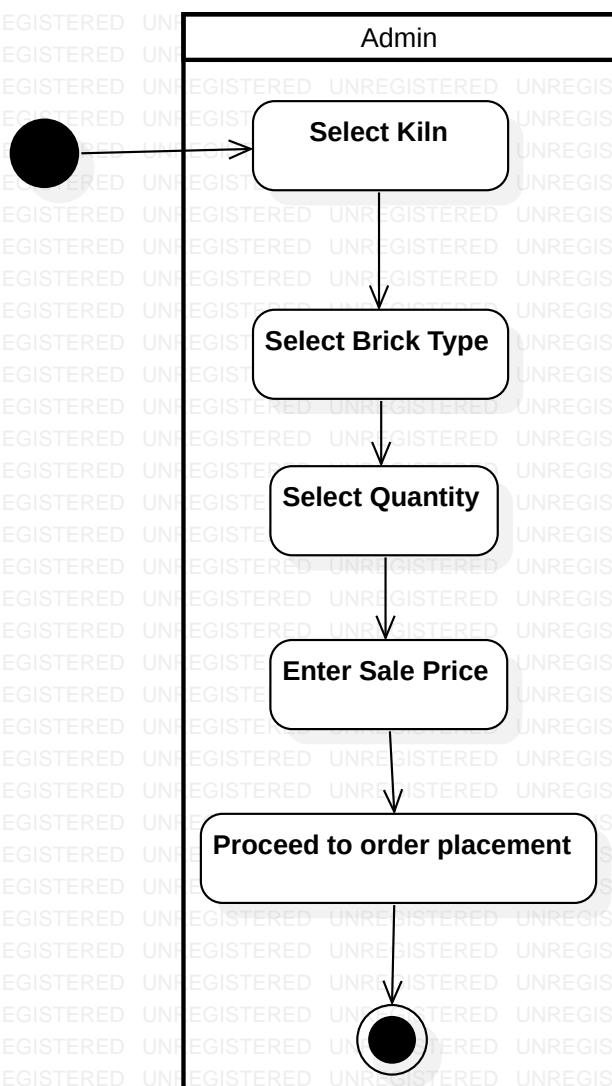 Admin
Select Kiln
Select Brick Type
Select Quantity
Enter Sale Price
Proceed to order placement